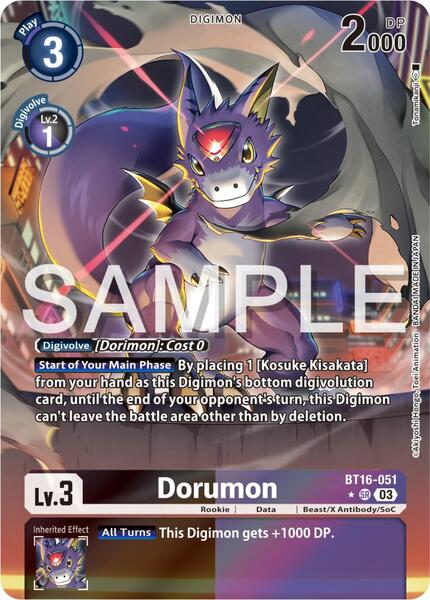 DIGIMON
Play
3
DP
2000
Digivolve
Lv.2
1
Tonamikanji
SAMPLE
Digivolve [Dorimon]: Cost 0
Start of Your Main Phase By placing 1 [Kosuke Kisakata]
from your hand as this Digimon's bottom digivolution
card, until the end of your opponent's turn, this Digimon
can't leave the battle area other than by deletion.
©Akiyoshi Hongo, Toei Animation BANDAI MADE IN JAPAN
Lv.3
Dorumon
BT16-051
SR 03
Rookie | Data | Beast/X Antibody/SoC
Inherited Effect
All Turns This Digimon gets +1000 DP.